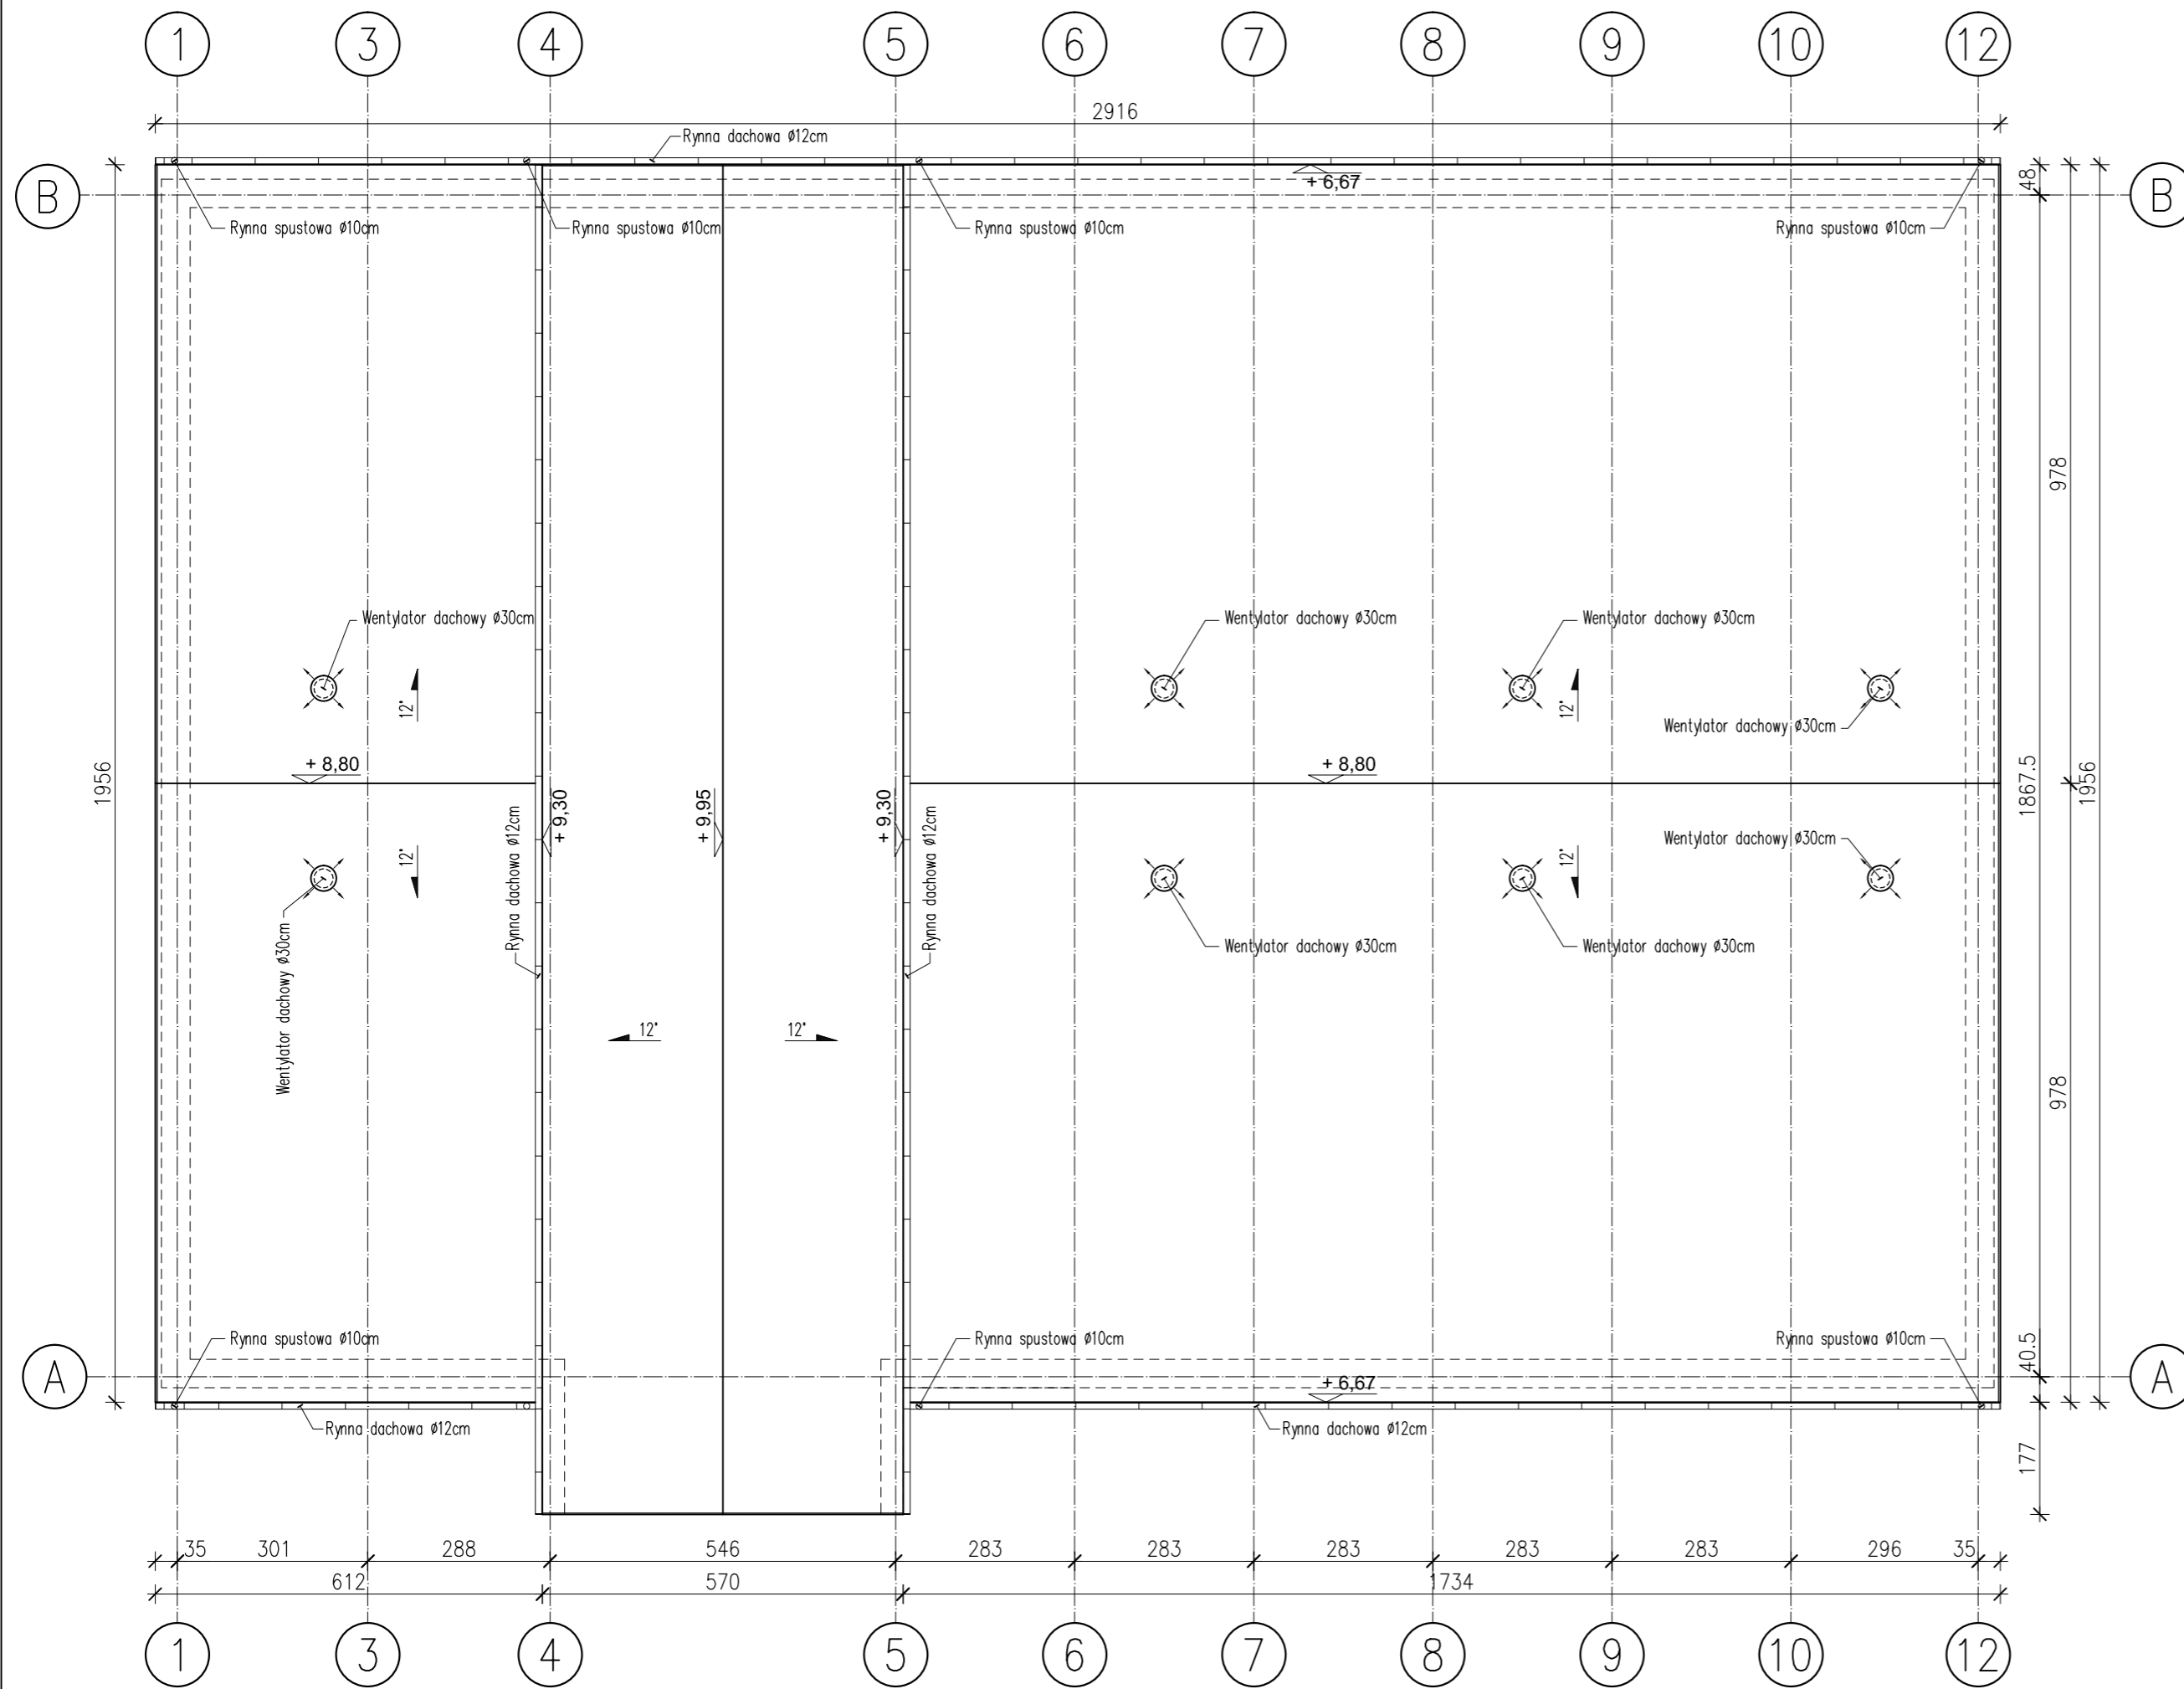 1 3 4 5 6 7 8 9 10 12
2916
Rynna dachowa Ø12cm
B
+ 6,67
48
B
Rynna spustowa Ø10cm
Rynna spustowa Ø10cm
Rynna spustowa Ø10cm
Rynna spustowa Ø10cm
978
Wentylator dachowy Ø30cm
Wentylator dachowy Ø30cm
Wentylator dachowy Ø30cm
12°
12°
Wentylator dachowy Ø30cm
1956
+ 8,80
+ 9,30
+ 9,95
+ 9,30
+ 8,80
1867.5
1956
Rynna dachowa Ø12cm
Rynna dachowa Ø12cm
12°
12°
Wentylator dachowy Ø30cm
Wentylator dachowy Ø30cm
Wentylator dachowy Ø30cm
Wentylator dachowy Ø30cm
12°
12°
978
Rynna spustowa Ø10cm
Rynna spustowa Ø10cm
Rynna spustowa Ø10cm
40.5
A
+ 6,67
A
Rynna dachowa Ø12cm
Rynna dachowa Ø12cm
177
35 301 288 546 283 283 283 283 283 296 35
612 570 1734
1 3 4 5 6 7 8 9 10 12